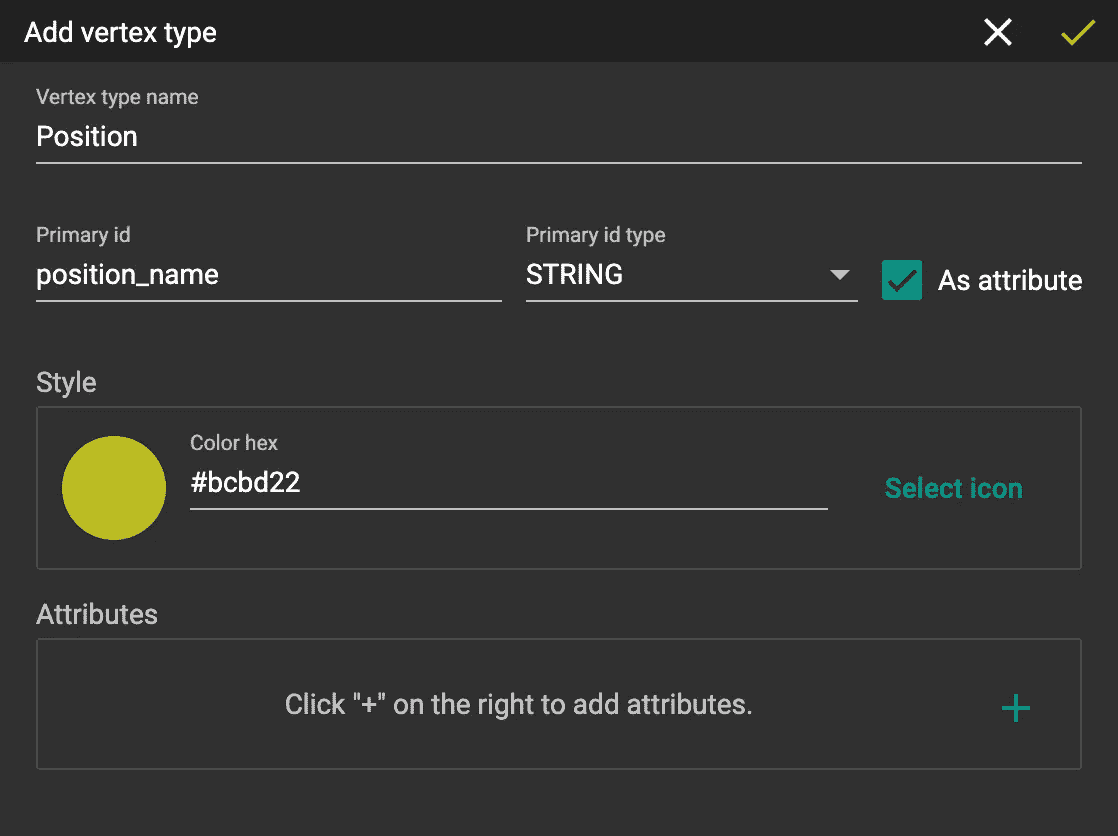 Add vertex type
Vertex type name
Position
Primary id
Primary id type
position_name
STRING
As attribute
Style
Color hex
#bcbd22
Select icon
Attributes
Click "+" on the right to add attributes.